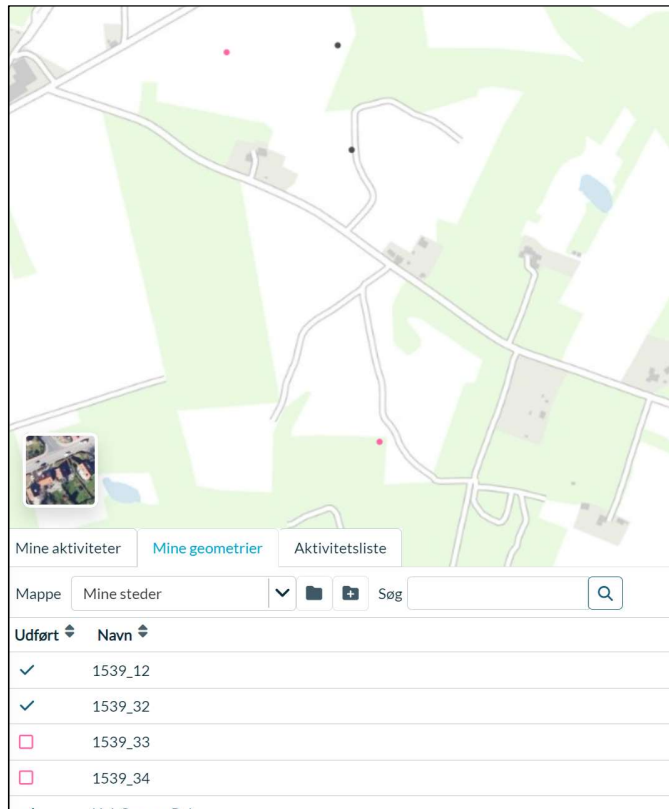 Mine aktiviteter Mine geometrier Aktivitetsliste
Mappe Mine steder Søg
Udført Navn
1539_12
1539_32
1539_33
1539_34